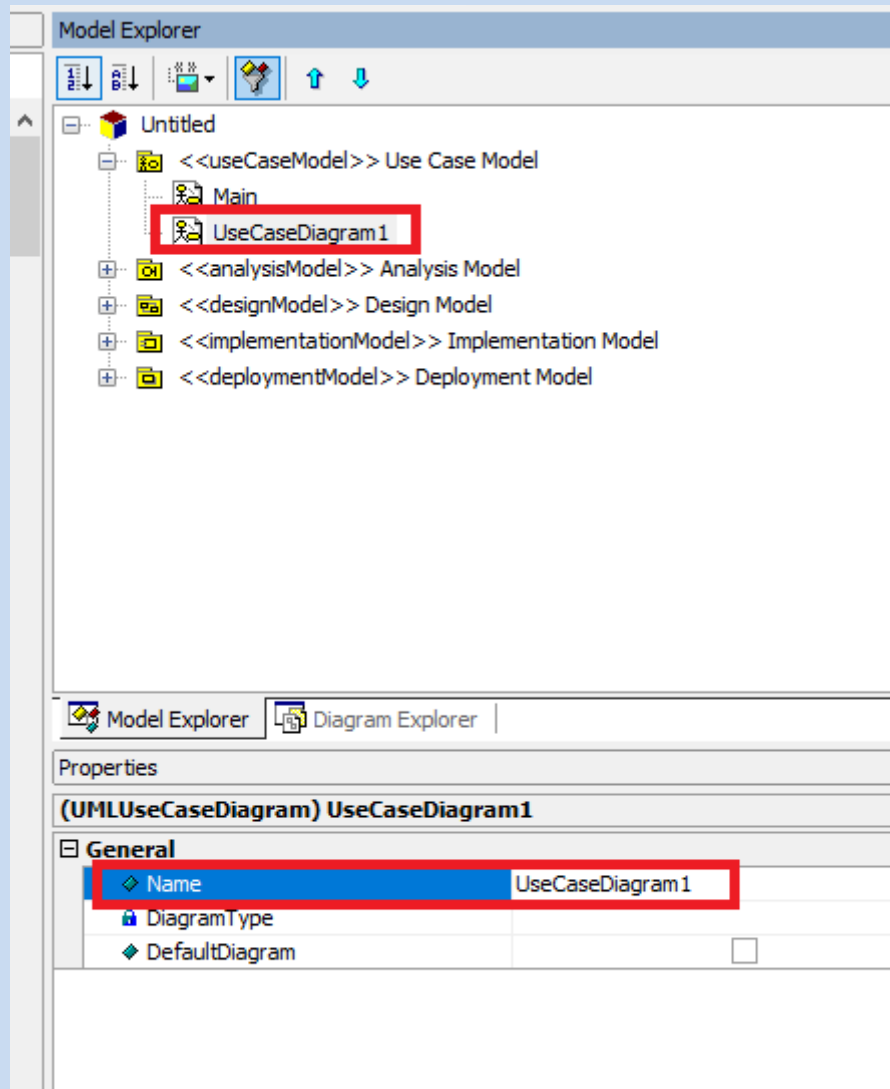 Model Explorer
Untitled
<<useCaseModel>> Use Case Model
Main
UseCaseDiagram1
<<analysisModel>> Analysis Model
<<designModel>> Design Model
<<implementationModel>> Implementation Model
<<deploymentModel>> Deployment Model
Model Explorer Diagram Explorer
Properties
(UMLUseCaseDiagram) UseCaseDiagram1
General
Name UseCaseDiagram1
DiagramType
DefaultDiagram